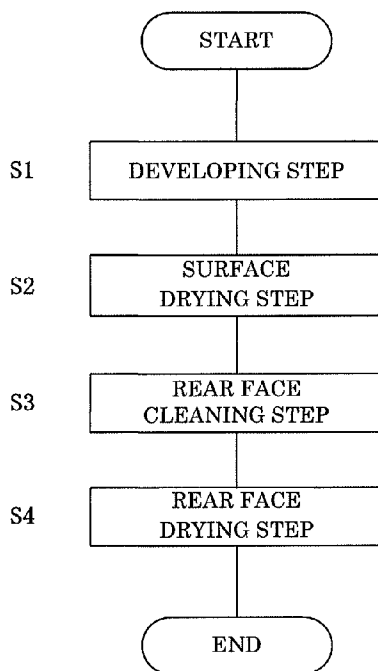 START
S1 DEVELOPING STEP
S2 SURFACE
DRYING STEP
S3 REAR FACE
CLEANING STEP
S4 REAR FACE
DRYING STEP
END